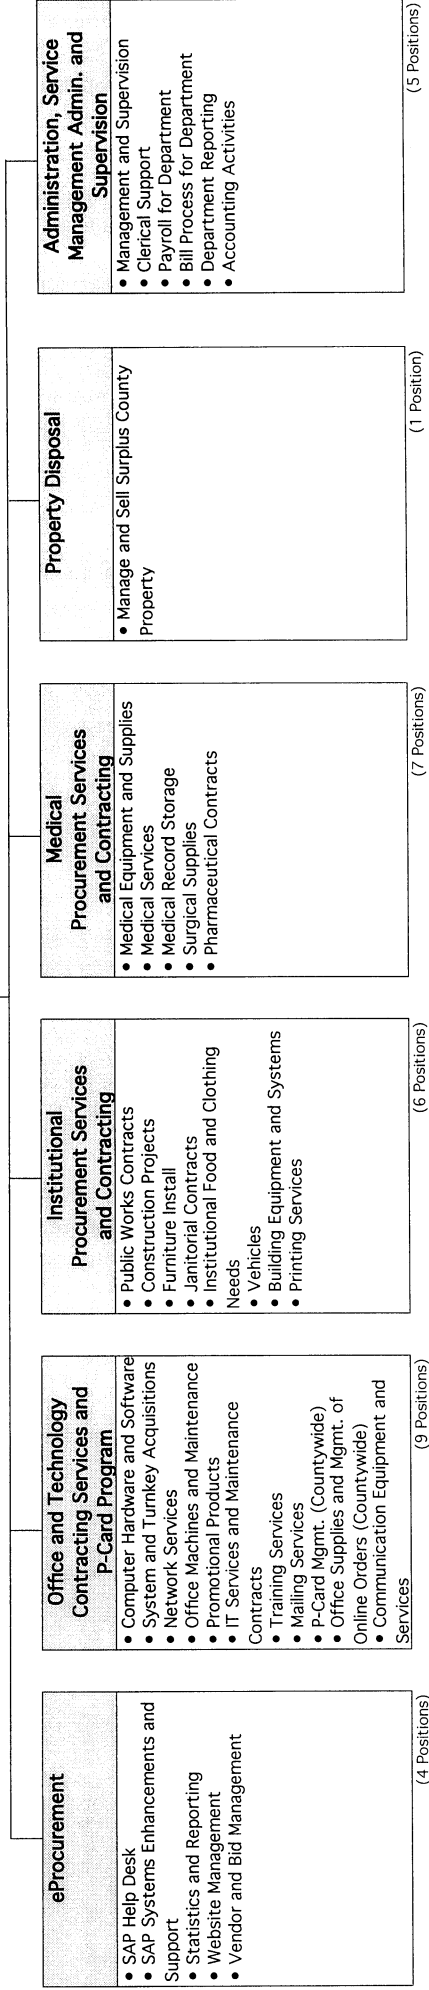 eProcurement
• SAP Help Desk
• SAP Systems Enhancements and
Support
• Statistics and Reporting
• Website Management
• Vendor and Bid Management
(4 Positions)
Office and Technology
Contracting Services and
P-Card Program
• Computer Hardware and Software
• System and Turnkey Acquisitions
• Network Services
• Office Machines and Maintenance
• Promotional Products
• IT Services and Maintenance
Contracts
• Training Services
• Mailing Services
• P-Card Mgmt. (Countywide)
• Office Supplies and Mgmt. of
Online Orders (Countywide)
• Communication Equipment and
Services
(9 Positions)
Institutional
Procurement Services
and Contracting
• Public Works Contracts
• Construction Projects
• Furniture Install
• Janitorial Contracts
• Institutional Food and Clothing
Needs
• Vehicles
• Building Equipment and Systems
• Printing Services
(6 Positions)
Medical
Procurement Services
and Contracting
• Medical Equipment and Supplies
• Medical Services
• Medical Record Storage
• Surgical Supplies
• Pharmaceutical Contracts
(7 Positions)
Property Disposal
• Manage and Sell Surplus County
Property
(1 Position)
Administration, Service
Management Admin. and
Supervision
• Management and Supervision
• Clerical Support
• Payroll for Department
• Bill Process for Department
• Department Reporting
• Accounting Activities
(5 Positions)